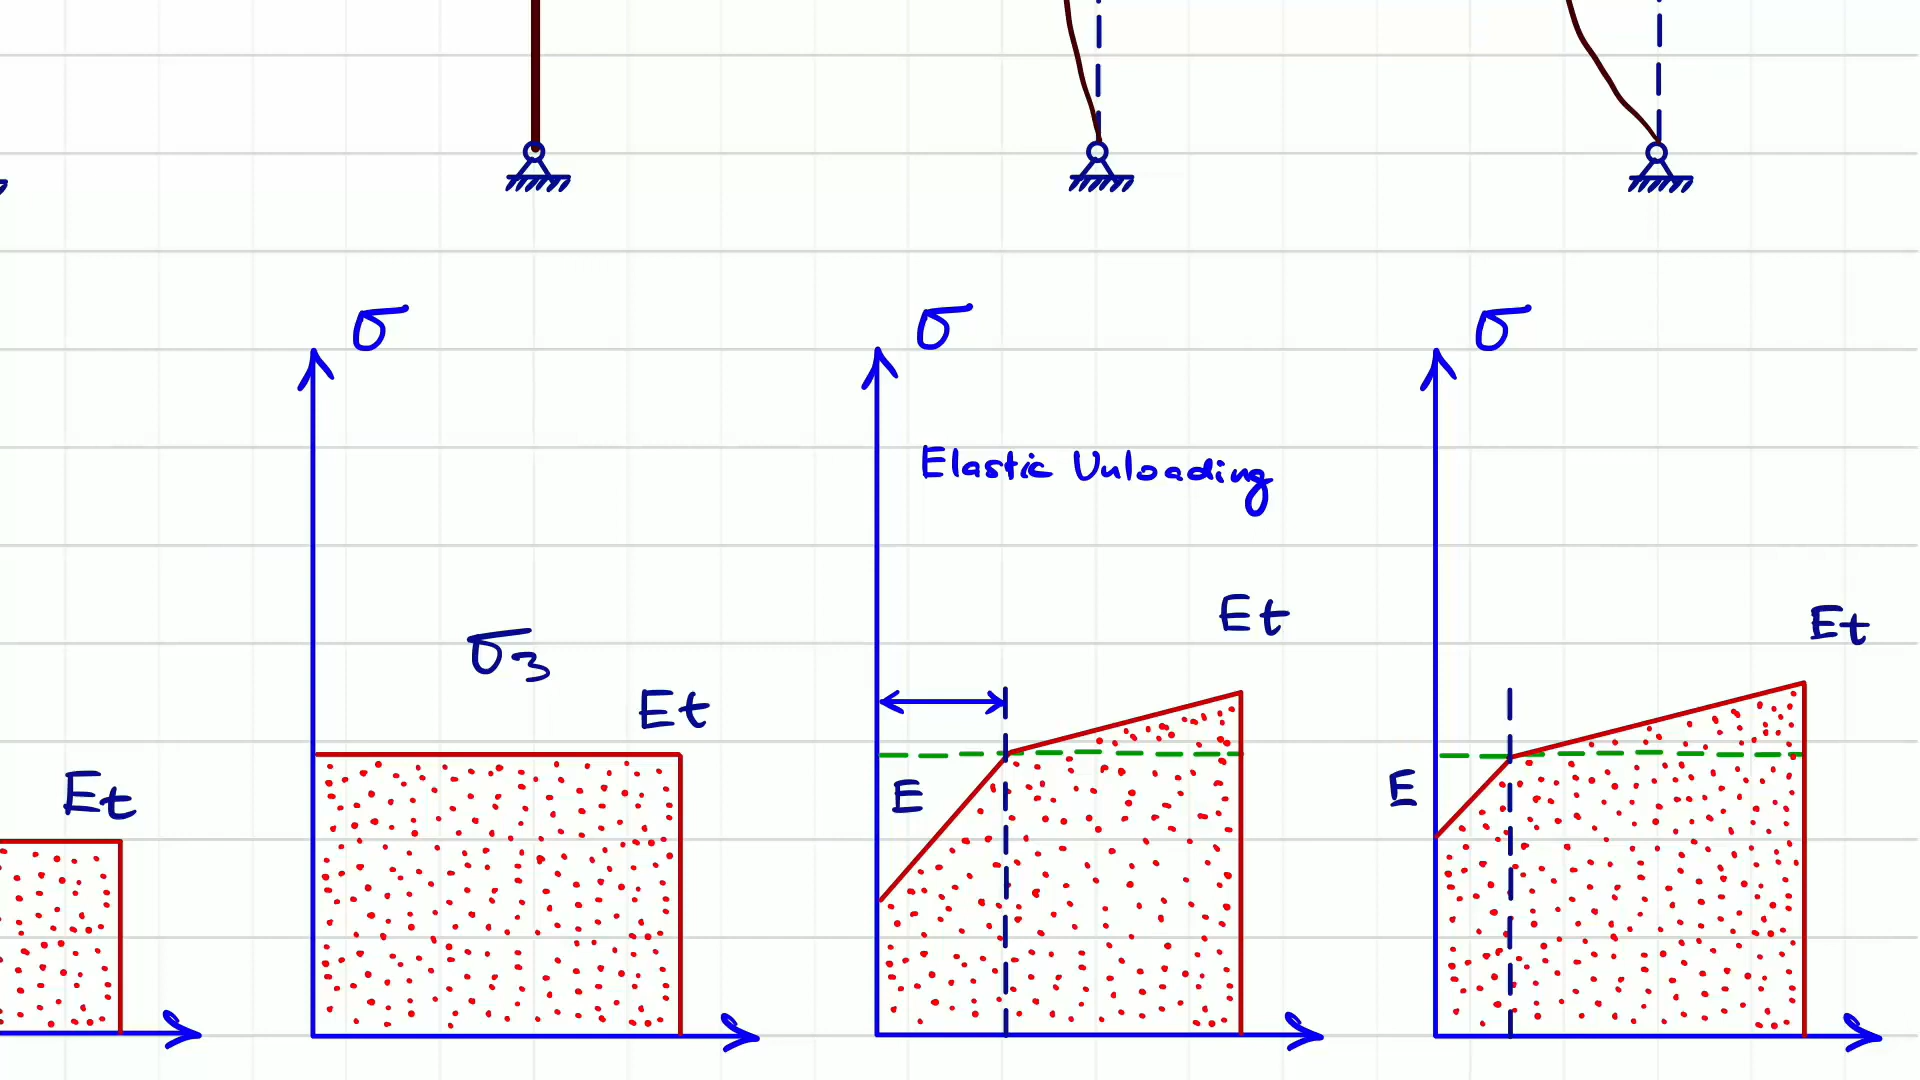 σ
σ
σ
Elastic Unloading
Et
Et
σ3
Et
Et
E
E